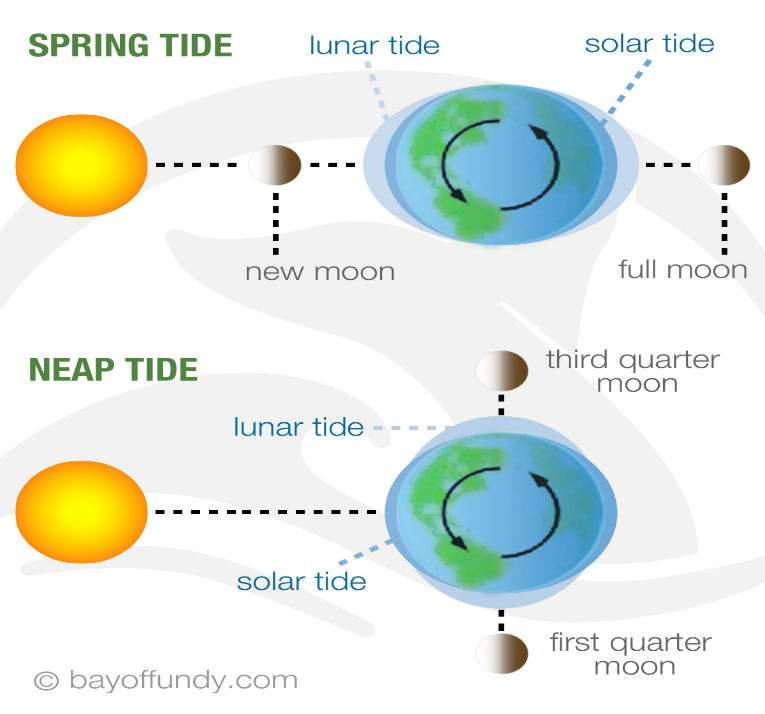 SPRING TIDE
lunar tide
solar tide
new moon
full moon
NEAP TIDE
third quarter
moon
lunar tide
solar tide
first quarter
moon
© bayoffundy.com